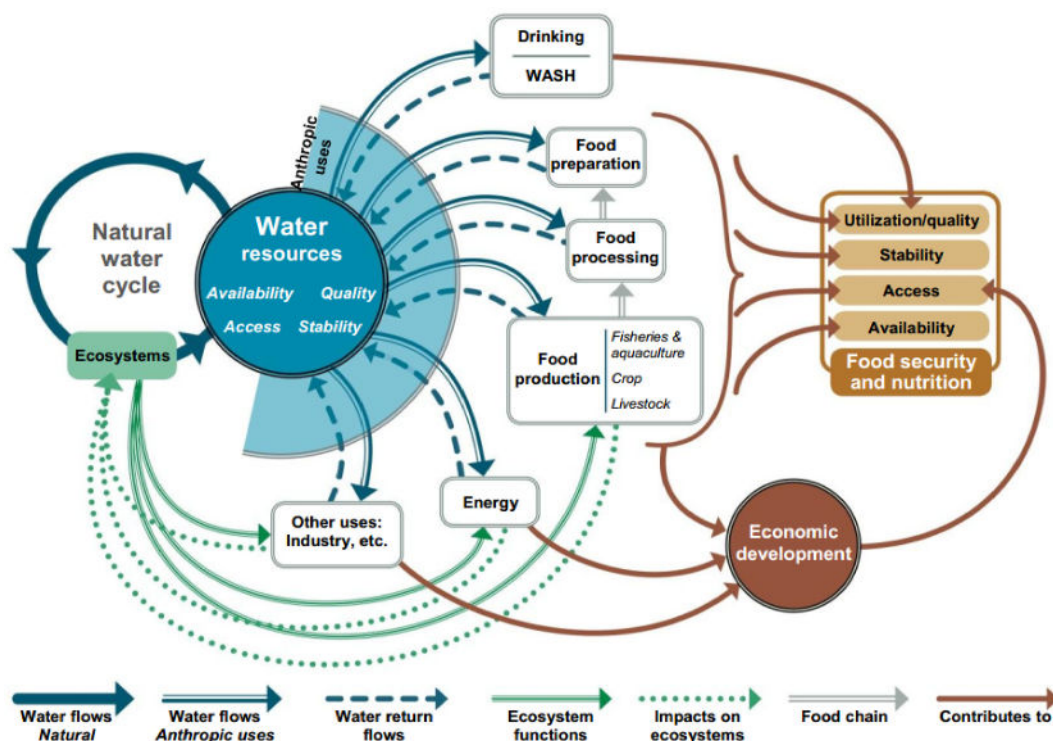 Drinking
WASH
Anthropic
uses
Food
preparation
Natural
water
cycle
Water
resources
Availability Quality
Access Stability
Food
processing
Utilization/quality
Stability
Access
Availability
Food security
and nutrition
Ecosystems
Food
production
Fisheries &
aquaculture
Crop
Livestock
Energy
Other uses:
Industry, etc.
Economic
development
Water flows
Natural
Water flows
Anthropic uses
Water return
flows
Ecosystem
functions
Impacts on
ecosystems
Food chain
Contributes to